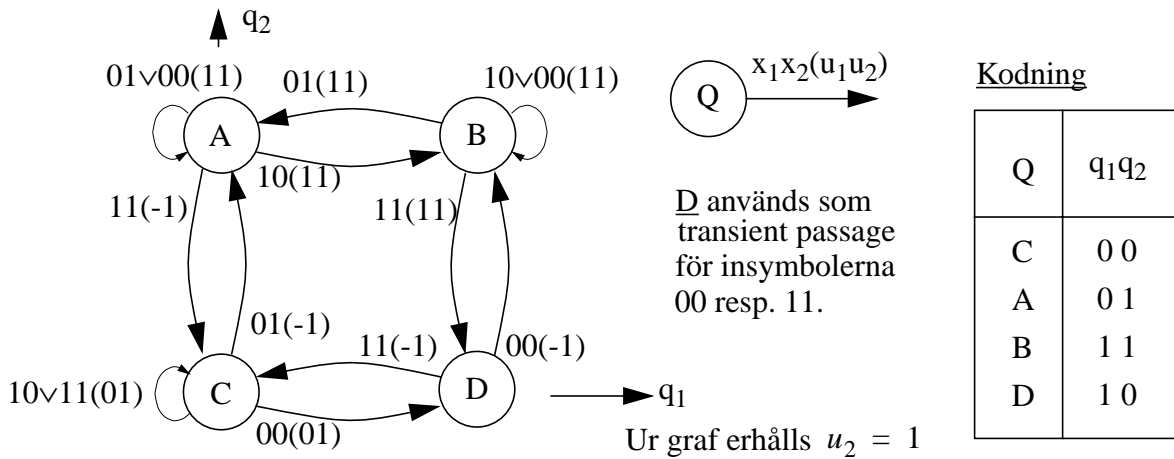 q2
01∨00(11)
01(11)
10∨00(11)
A
B
10(11)
11(-1)
11(11)
01(-1)
11(-1)
00(-1)
10∨11(01)
C
D
00(01)
q1
Q
x1x2(u1u2)
D används som
transient passage
för insymbolerna
00 resp. 11.
Ur graf erhålls u2 = 1
Kodning
Q q1q2
C 0 0
A 0 1
B 1 1
D 1 0